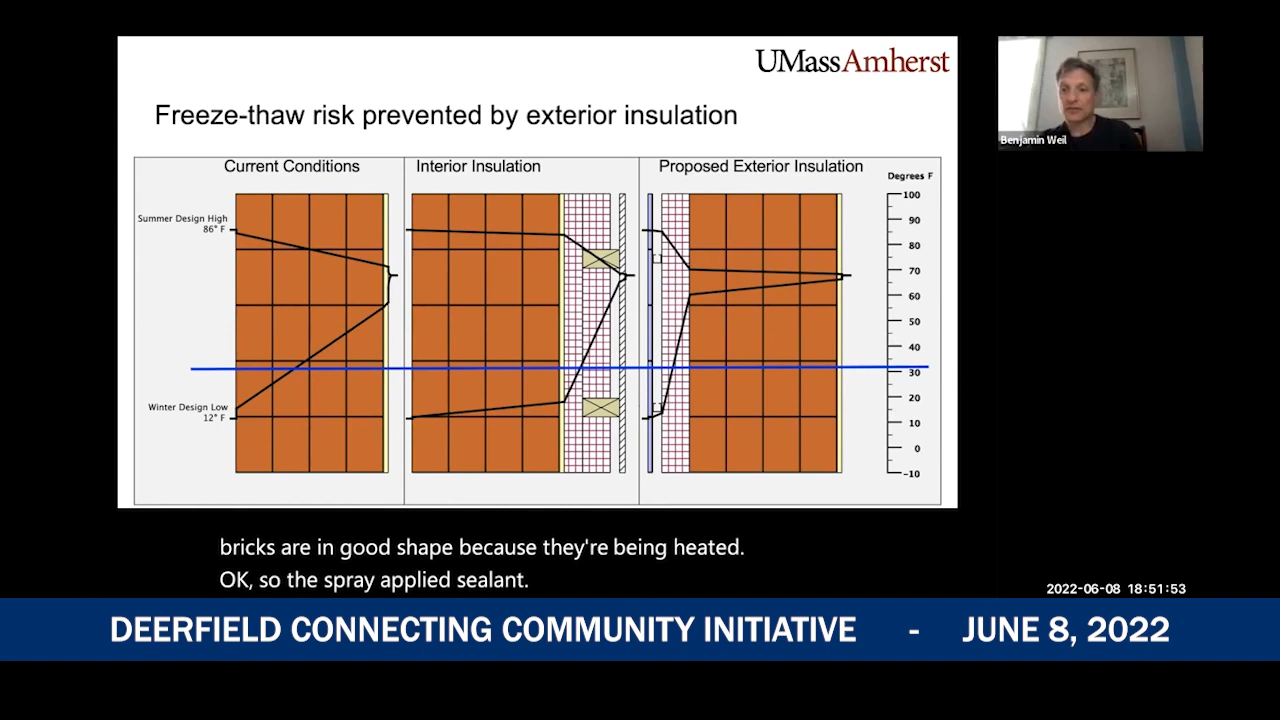 UMassAmherst
Freeze-thaw risk prevented by exterior insulation
Current Conditions
Interior Insulation
Proposed Exterior Insulation
Degrees F
Summer Design High
86° F
Winter Design Low
12° F
100
90
80
70
60
50
40
30
20
10
0
-10
Benjamin Weil
bricks are in good shape because they're being heated.
OK, so the spray applied sealant.
2022-06-08 18:51:53
DEERFIELD CONNECTING COMMUNITY INITIATIVE - JUNE 8, 2022